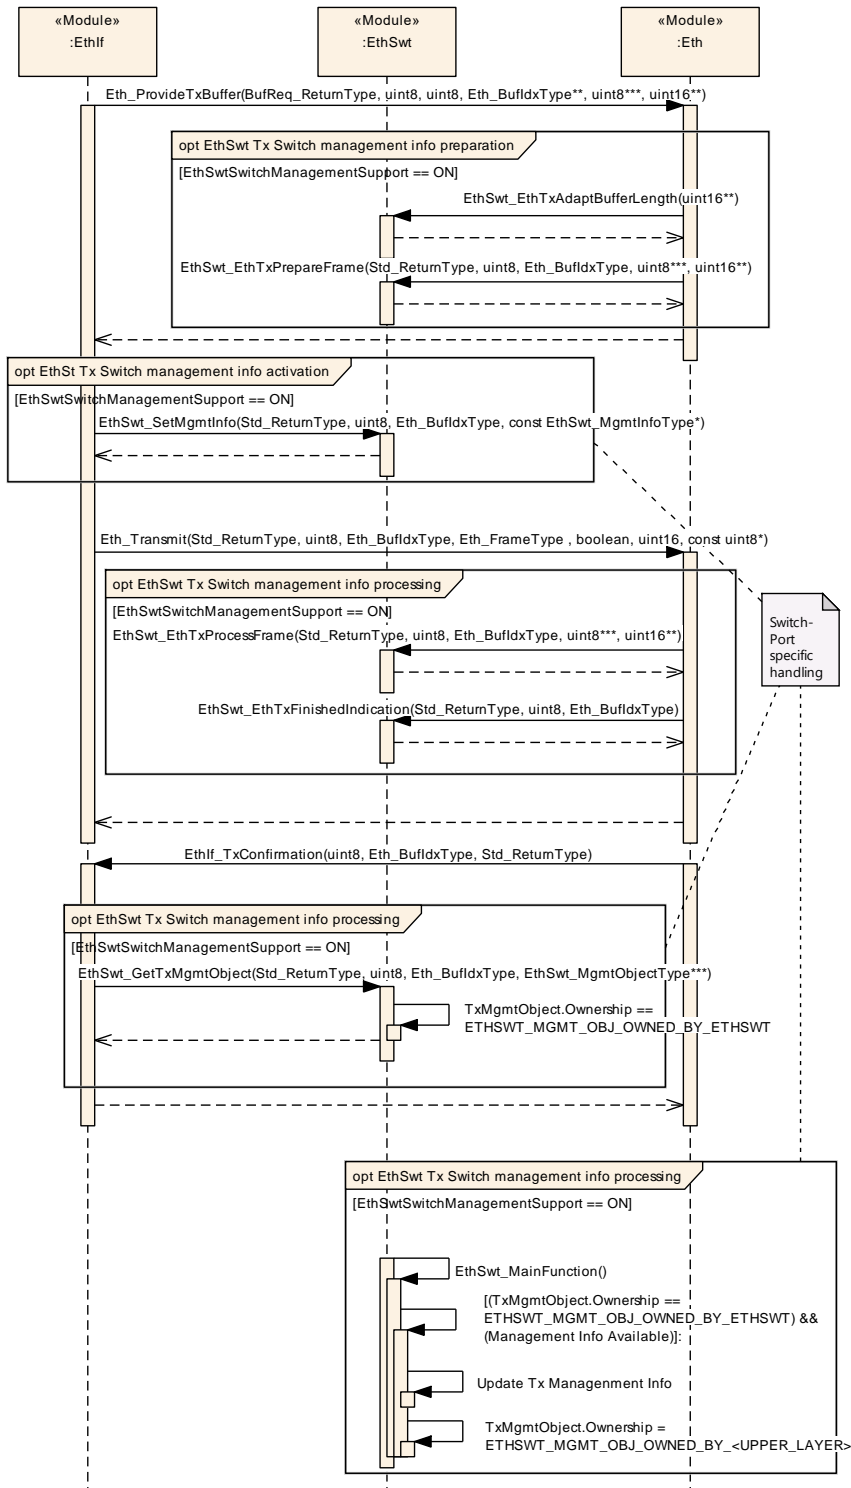 «Module»
:EthIf
«Module»
:EthSwt
«Module»
:Eth
Eth_ProvideTxBuffer(BufReq_ReturnType, uint8, uint8, Eth_BufIdxType**, uint8***, uint16**)
opt EthSwt Tx Switch management info preparation
[EthSwtSwitchManagementSupport == ON]
EthSwt_EthTxAdaptBufferLength(uint16**)
EthSwt_EthTxPrepareFrame(Std_ReturnType, uint8, Eth_BufIdxType, uint8***, uint16**)
opt EthSt Tx Switch management info activation
[EthSwtSwitchManagementSupport == ON]
EthSwt_SetMgmtInfo(Std_ReturnType, uint8, Eth_BufIdxType, const EthSwt_MgmtInfoType*)
Eth_Transmit(Std_ReturnType, uint8, Eth_BufIdxType, Eth_FrameType , boolean, uint16, const uint8*)
opt EthSwt Tx Switch management info processing
[EthSwtSwitchManagementSupport == ON]
EthSwt_EthTxProcessFrame(Std_ReturnType, uint8, Eth_BufIdxType, uint8***, uint16**)
Switch-
Port
specific
handling
EthSwt_EthTxFinishedIndication(Std_ReturnType, uint8, Eth_BufIdxType)
EthIf_TxConfirmation(uint8, Eth_BufIdxType, Std_ReturnType)
opt EthSwt Tx Switch management info processing
[EthSwtSwitchManagementSupport == ON]
EthSwt_GetTxMgmtObject(Std_ReturnType, uint8, Eth_BufIdxType, EthSwt_MgmtObjectType***)
TxMgmtObject.Ownership ==
ETHSWT_MGMT_OBJ_OWNED_BY_ETHSWT
opt EthSwt Tx Switch management info processing
[EthSwtSwitchManagementSupport == ON]
EthSwt_MainFunction()
[(TxMgmtObject.Ownership ==
ETHSWT_MGMT_OBJ_OWNED_BY_ETHSWT) &&
(Management Info Available)]:
Update Tx Managenment Info
TxMgmtObject.Ownership =
ETHSWT_MGMT_OBJ_OWNED_BY_<UPPER_LAYER>